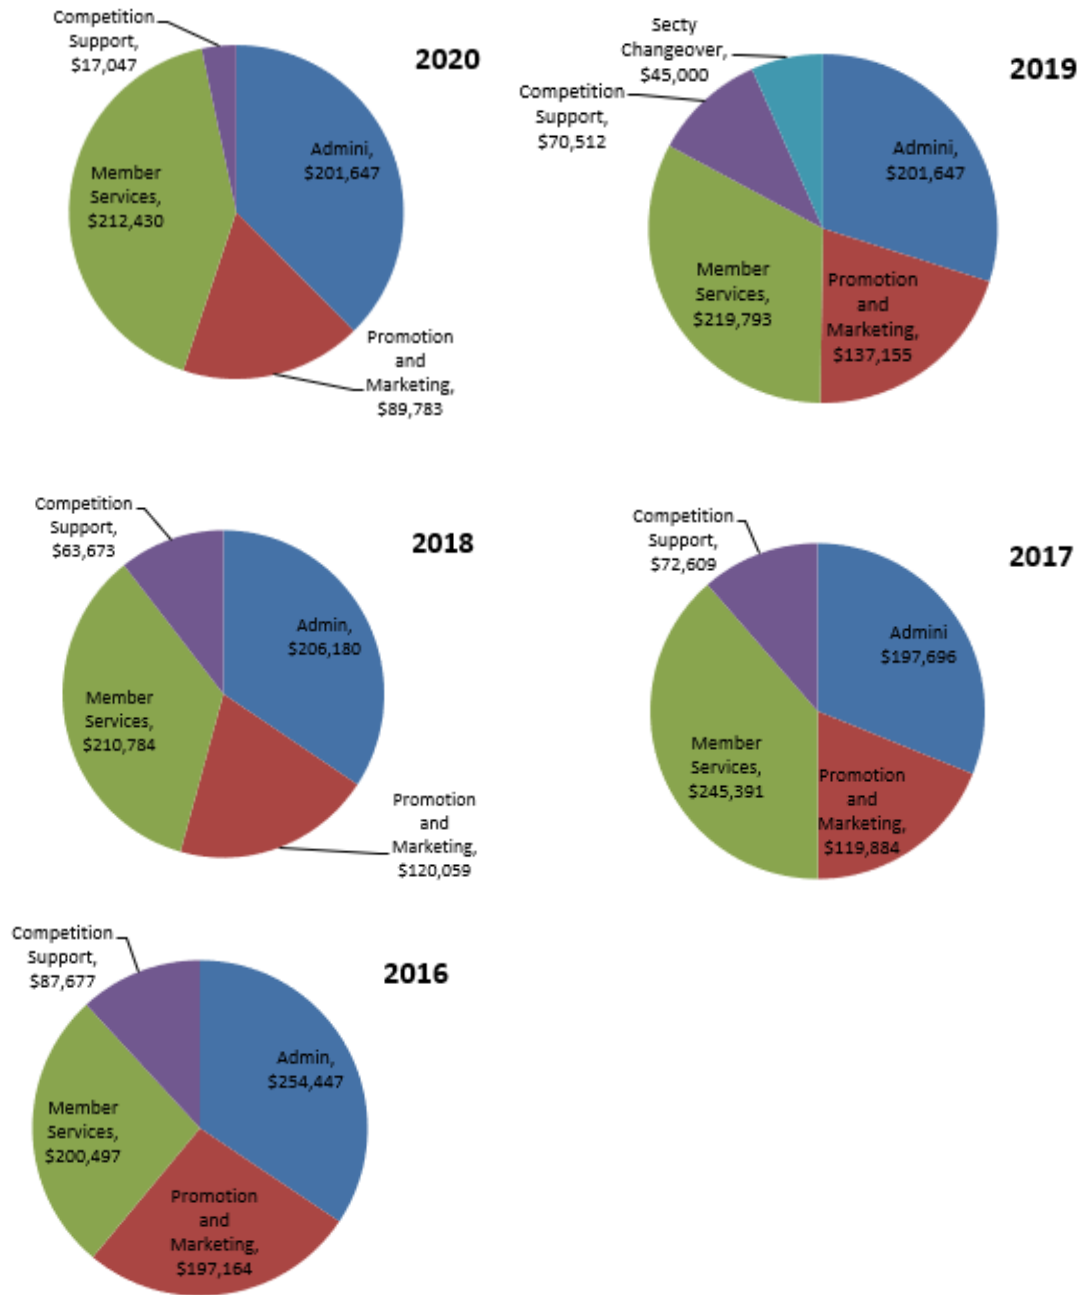 Competition
Support,
$17,047
2020
Admini,
$201,647
Member
Services,
$212,430
Promotion
and
Marketing,
$89,783
Secty
Changeover,
$45,000
2019
Competition
Support,
$70,512
Admini,
$201,647
Member
Services,
$219,793
Promotion
and
Marketing,
$137,155
Competition
Support,
$63,673
2018
Admin,
$206,180
Member
Services,
$210,784
Promotion
and
Marketing,
$120,059
Competition
Support,
$72,609
2017
Admini
$197,696
Member
Services,
$245,391
Promotion
and
Marketing,
$119,884
Competition
Support,
$87,677
2016
Admin,
$254,447
Member
Services,
$200,497
Promotion
and
Marketing,
$197,164